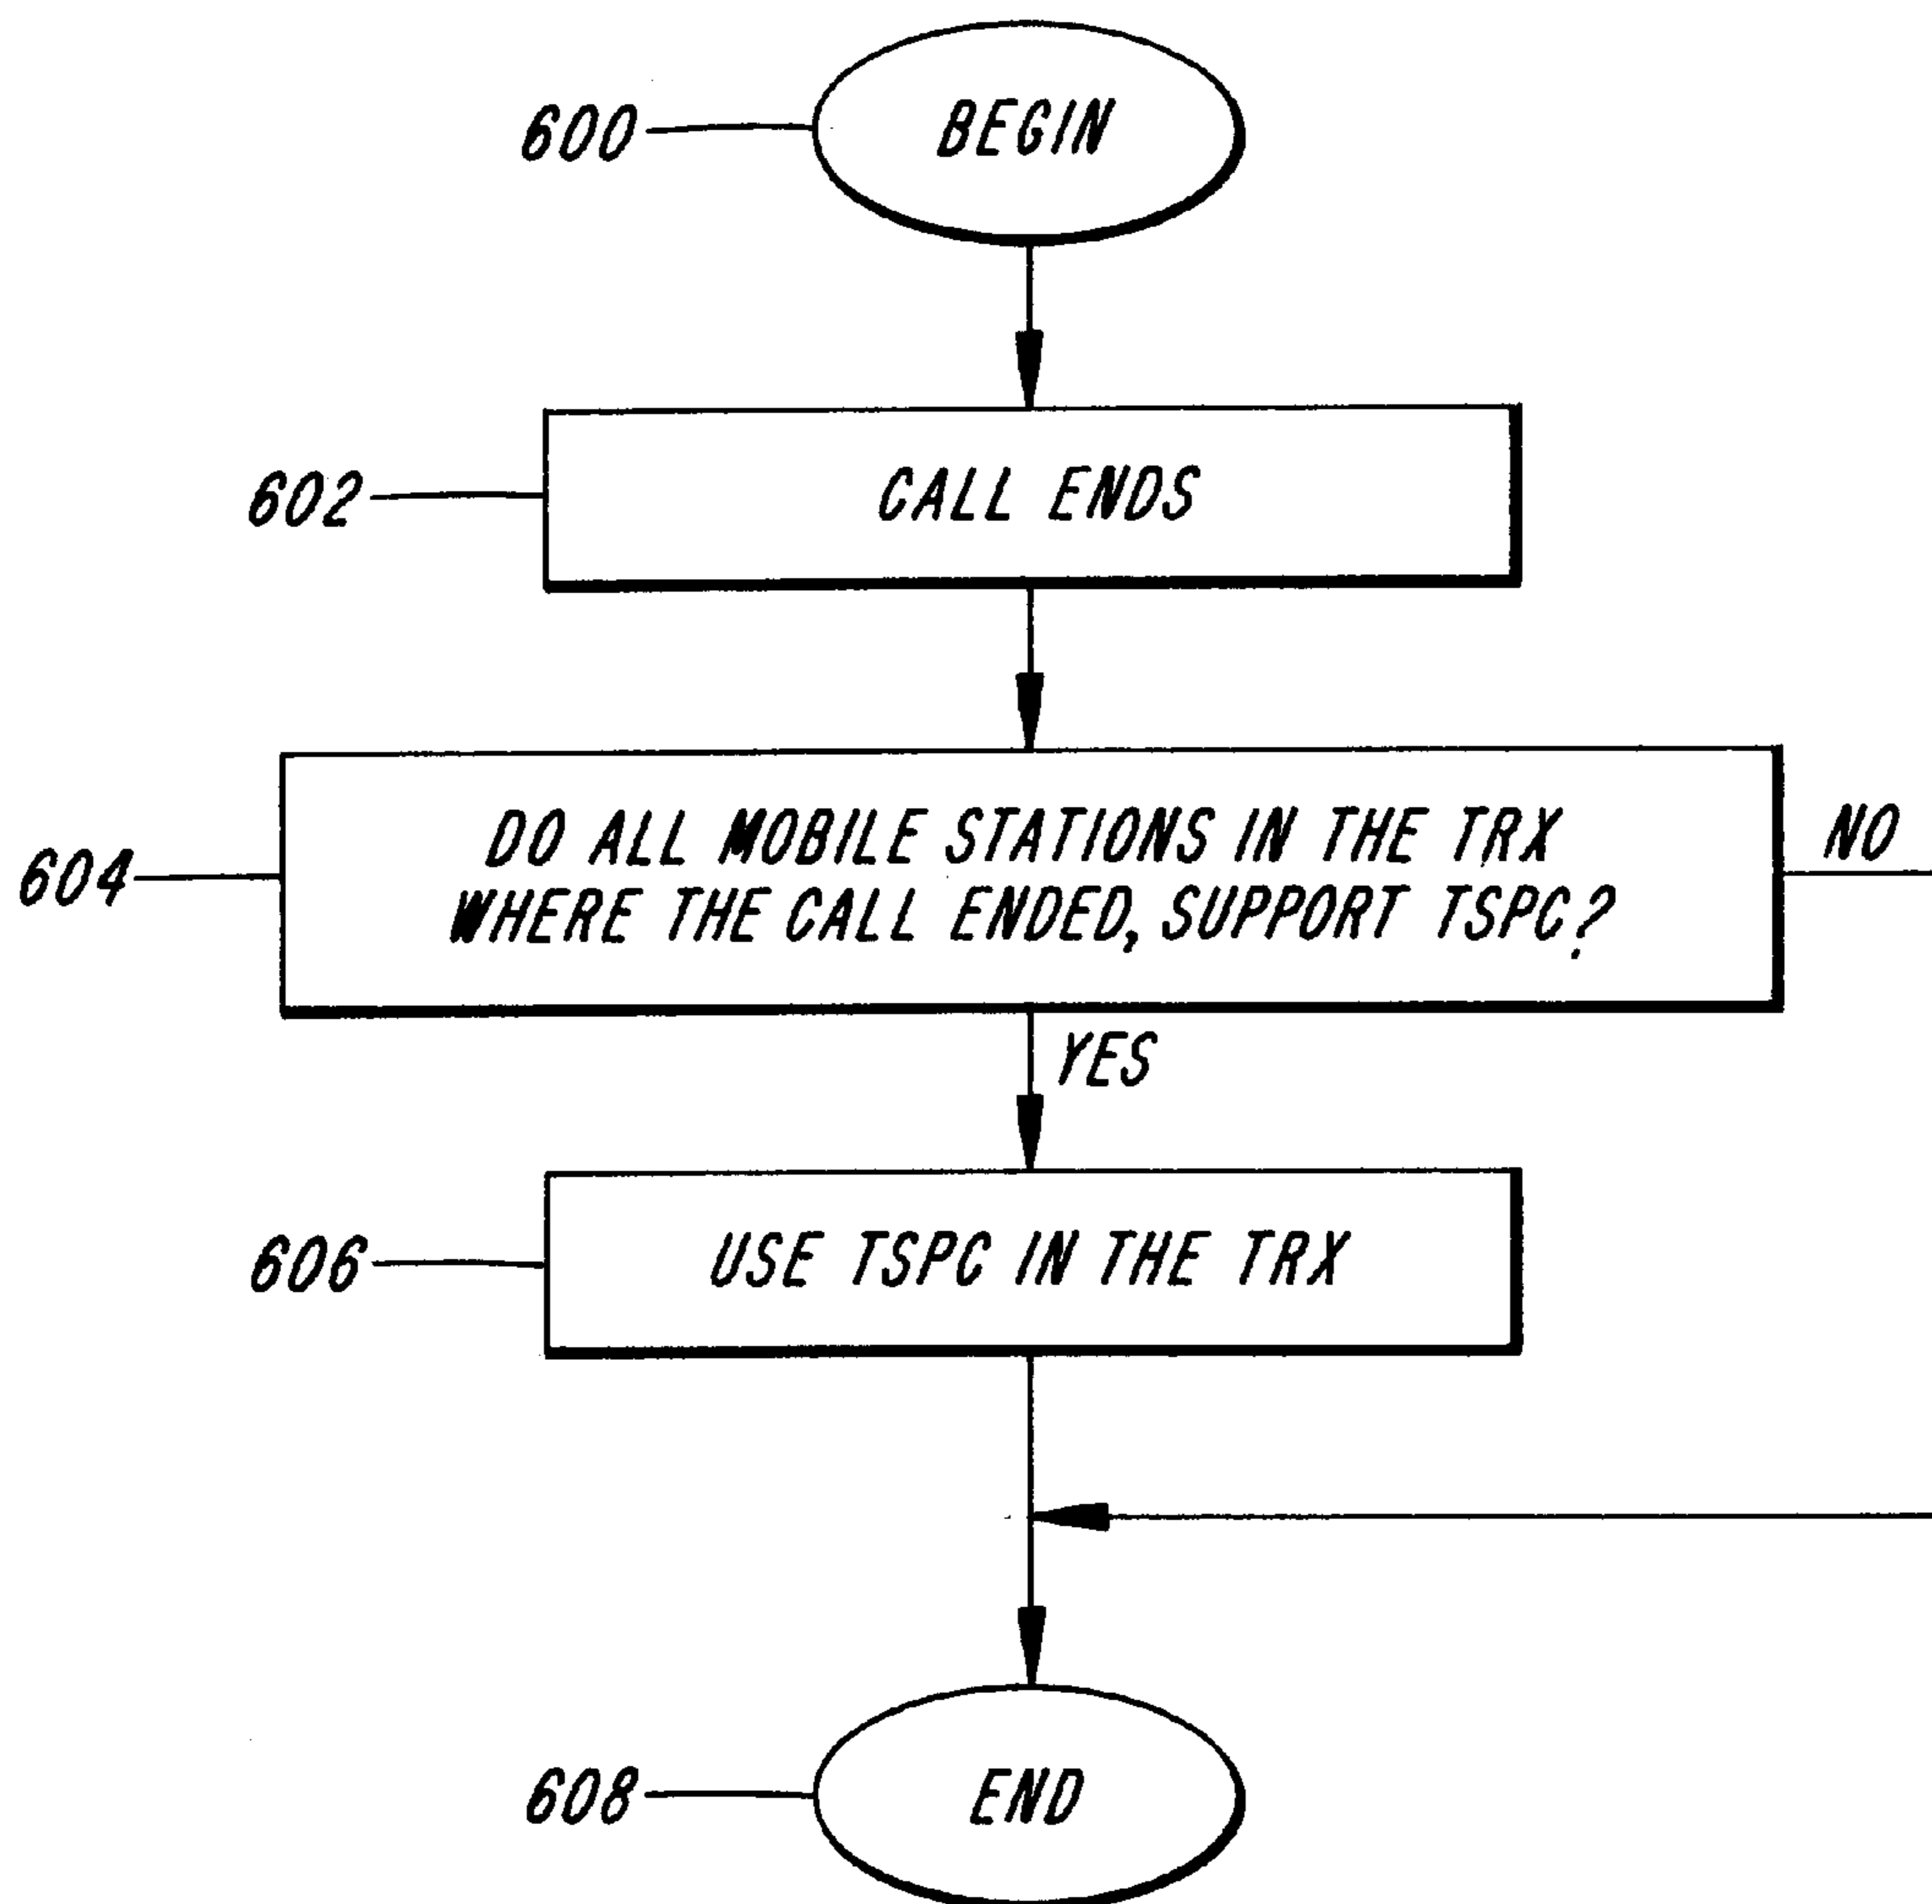 600
BEGIN
602
CALL ENDS
604
DO ALL MOBILE STATIONS IN THE TRX
WHERE THE CALL ENDED, SUPPORT TSPC?
NO
YES
606
USE TSPC IN THE TRX
608
END